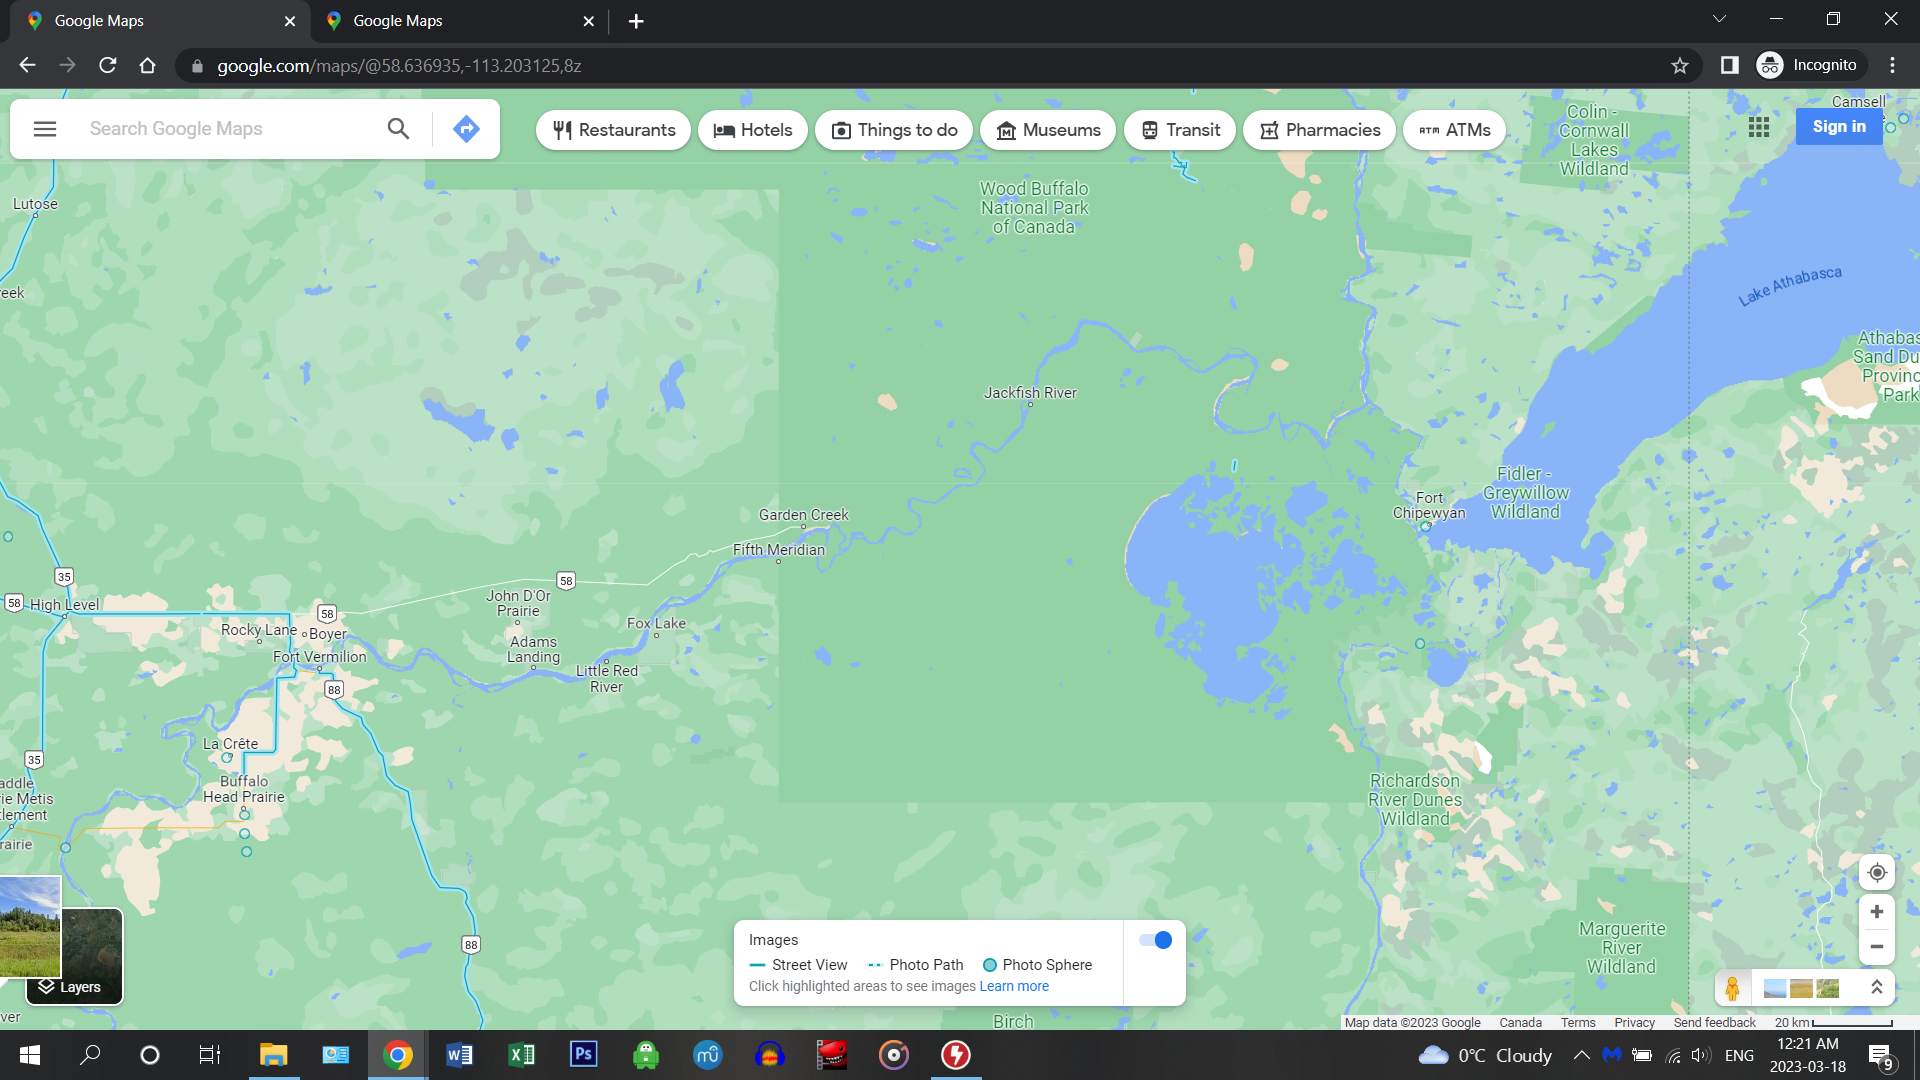 Google Maps
Google Maps
google.com/maps/@58.636935,-113.203125,8z
Incognito
Search Google Maps
Restaurants
Hotels
Things to do
Museums
Transit
Pharmacies
ATM ATMs
Sign in
Camsell
Colin -
Cornwall
Lakes
Wildland
Wood Buffalo
National Park
of Canada
Lutose
reek
Lake Athabasca
Athabas
Sand Du
Provinc
Park
Jackfish River
Fidler -
Greywillow
Wildland
Fort
Chipewyan
Garden Creek
Fifth Meridian
35
58
High Level
58
58
John D'Or
Prairie
Rocky Lane
Boyer
Fox Lake
Adams
Landing
Fort Vermilion
Little Red
River
88
La Crête
35
Buffalo
Head Prairie
addle
rie Metis
tlement
rairie
Richardson
River Dunes
Wildland
88
Marguerite
River
Wildland
Images
Street View
Photo Path
Photo Sphere
Click highlighted areas to see images Learn more
Layers
ver
Birch
Map data ©2023 Google
Canada
Terms
Privacy
Send feedback
20 km
W
X
Ps
0°C Cloudy
ENG
12:21 AM
2023-03-18
9